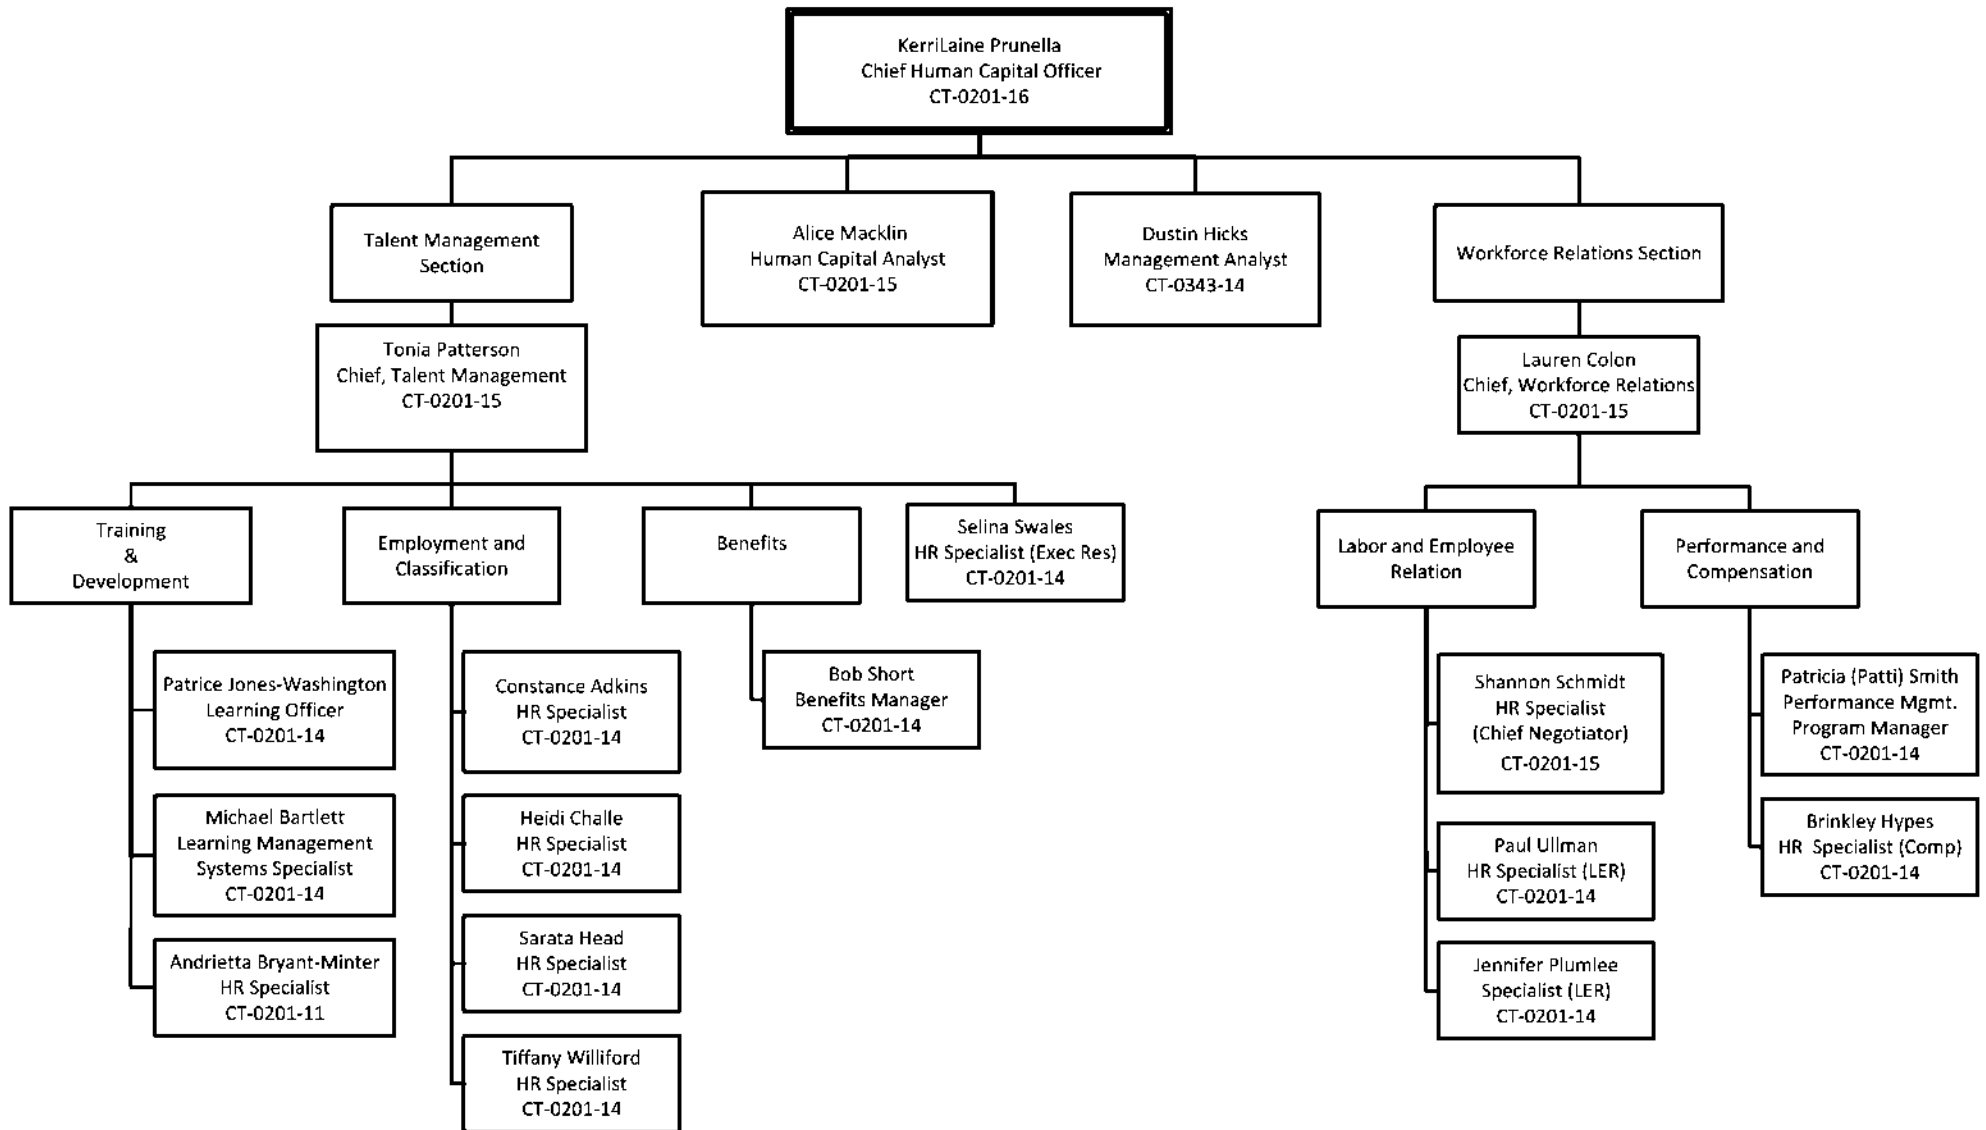 KerriLaine Prunella
Chief Human Capital Officer
CT-0201-16
Talent Management
Section
Alice Macklin
Human Capital Analyst
CT-0201-15
Dustin Hicks
Management Analyst
CT-0343-14
Workforce Relations Section
Tonia Patterson
Chief, Talent Management
CT-0201-15
Lauren Colon
Chief, Workforce Relations
CT-0201-15
Training
&
Development
Employment and
Classification
Benefits
Selina Swales
HR Specialist (Exec Res)
CT-0201-14
Labor and Employee
Relation
Performance and
Compensation
Patrice Jones-Washington
Learning Officer
CT-0201-14
Michael Bartlett
Learning Management
Systems Specialist
CT-0201-14
Andrietta Bryant-Minter
HR Specialist
CT-0201-11
Constance Adkins
HR Specialist
CT-0201-14
Heidi Challe
HR Specialist
CT-0201-14
Sarata Head
HR Specialist
CT-0201-14
Tiffany Williford
HR Specialist
CT-0201-14
Bob Short
Benefits Manager
CT-0201-14
Shannon Schmidt
HR Specialist
(Chief Negotiator)
CT-0201-15
Paul Ullman
HR Specialist (LER)
CT-0201-14
Jennifer Plumlee
Specialist (LER)
CT-0201-14
Patricia (Patti) Smith
Performance Mgmt.
Program Manager
CT-0201-14
Brinkley Hypes
HR  Specialist (Comp)
CT-0201-14